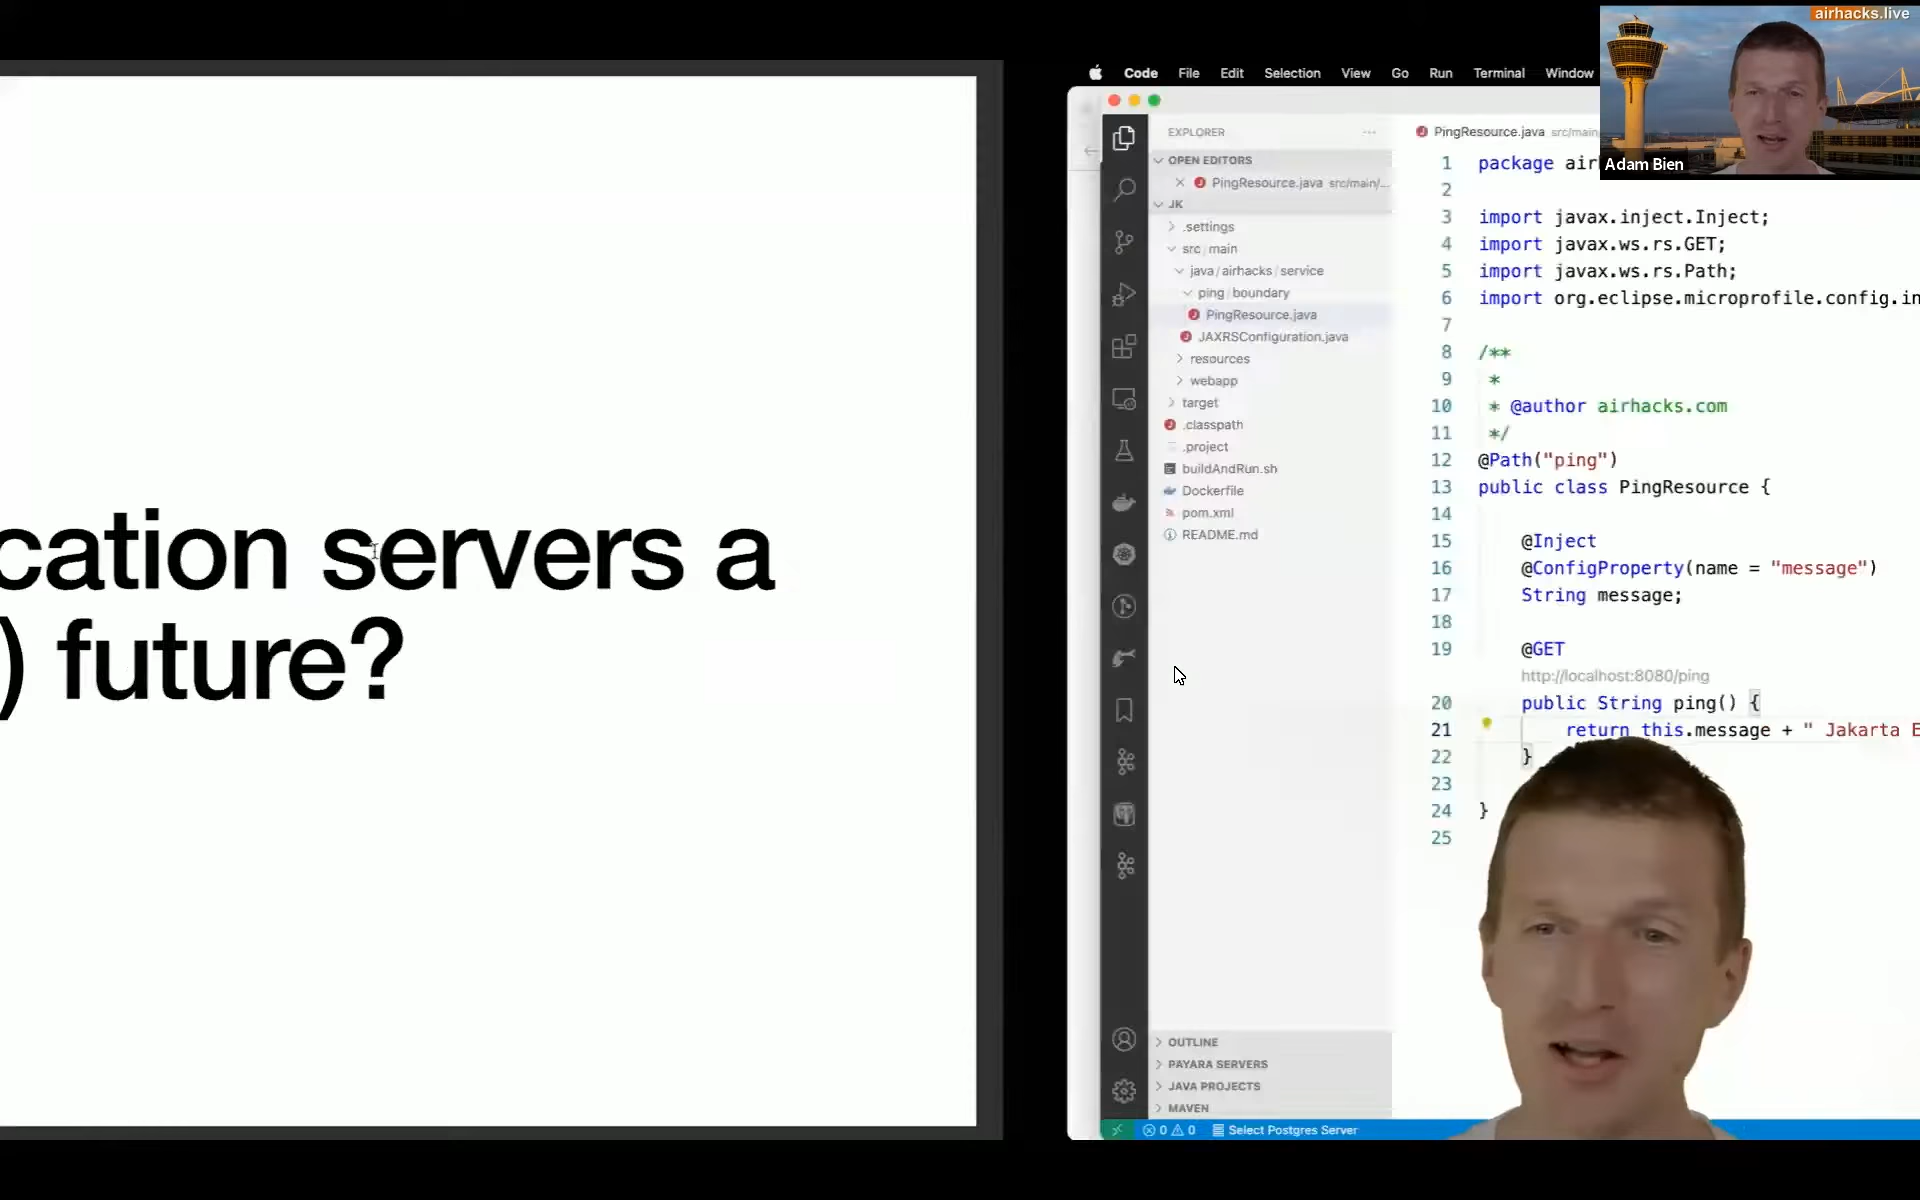 airhacks.live
Adam Bien
cation servers a
) future?
Code File Edit Selection View Go Run Terminal Window
EXPLORER
OPEN EDITORS
PingResource.java src/main/...
JK
.settings
src/main
java/airhacks/service
ping/boundary
PingResource.java
JAXRSConfiguration.java
resources
webapp
target
.classpath
.project
buildAndRun.sh
Dockerfile
pom.xml
README.md
OUTLINE
PAYARA SERVERS
JAVA PROJECTS
MAVEN
0 0 Select Postgres Server
PingResource.java src/main
1 package air
2
3 import javax.inject.Inject;
4 import javax.ws.rs.GET;
5 import javax.ws.rs.Path;
6 import org.eclipse.microprofile.config.in
7
8 /**
9 *
10 * @author airhacks.com
11 */
12 @Path("ping")
13 public class PingResource {
14
15 @Inject
16 @ConfigProperty(name = "message")
17 String message;
18
19 @GET
http://localhost:8080/ping
20 public String ping() {
21 return this.message + " Jakarta E
22 }
23
24 }
25